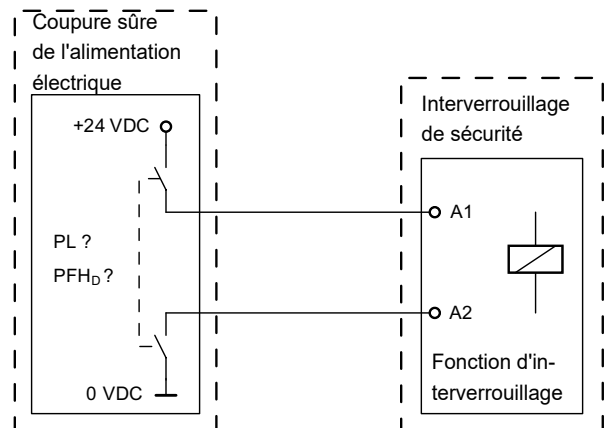 Coupure sûre
de l'alimentation
électrique
+24 VDC
PL ?
PFHD ?
0 VDC
Interverrouillage
de sécurité
A1
A2
Fonction d'in-
terverrouillage